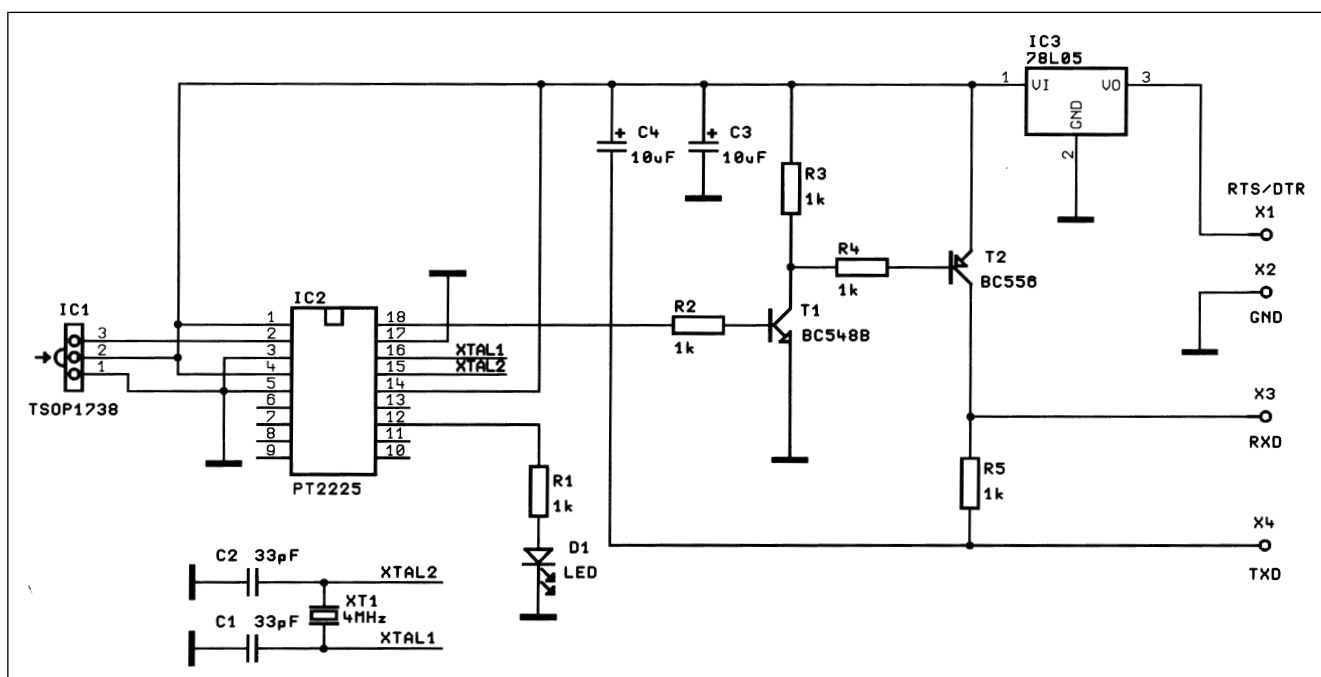 IC3
78L05
1 VI VO 3
GND
2
C4
10uF
C3
10uF
R3
1k
RTS/DTR
X1
R4
1k
T2
BC556
X2
GND
IC1
3
2
1
TSOP1738
IC2
1
2
3
4
5
6
7
8
9
18
17
16
15
14
13
12
11
10
XTAL1
XTAL2
PT2225
R2
1k
T1
BC548B
X3
RXD
R1
1k
R5
1k
D1
LED
X4
TXD
C2 33pF
XTAL2
XT1
4MHz
C1 33pF
XTAL1